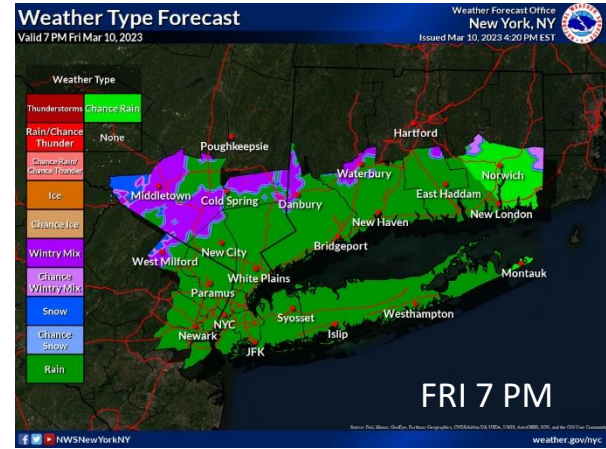 Weather Type Forecast
Valid 7 PM Fri Mar 10, 2023
Weather Forecast Office
New York, NY
Issued Mar 10, 2023 4:20 PM EST
Weather Type
Thunderstorms
Chance Rain
Rain/Chance
Thunder
None
Chance Rain/
Chance Thunder
Ice
Chance Ice
Wintry Mix
Chance
Wintry Mix
Snow
Chance
Snow
Rain
Hartford
Poughkeepsie
Waterbury
Norwich
Middletown
Cold Spring
Danbury
East Haddam
New London
New Haven
Bridgeport
New City
West Milford
White Plains
Montauk
Paramus
NYC
Syosset
Westhampton
Newark
Islip
JFK
FRI 7 PM
NWSNewYorkNY
weather.gov/nyc